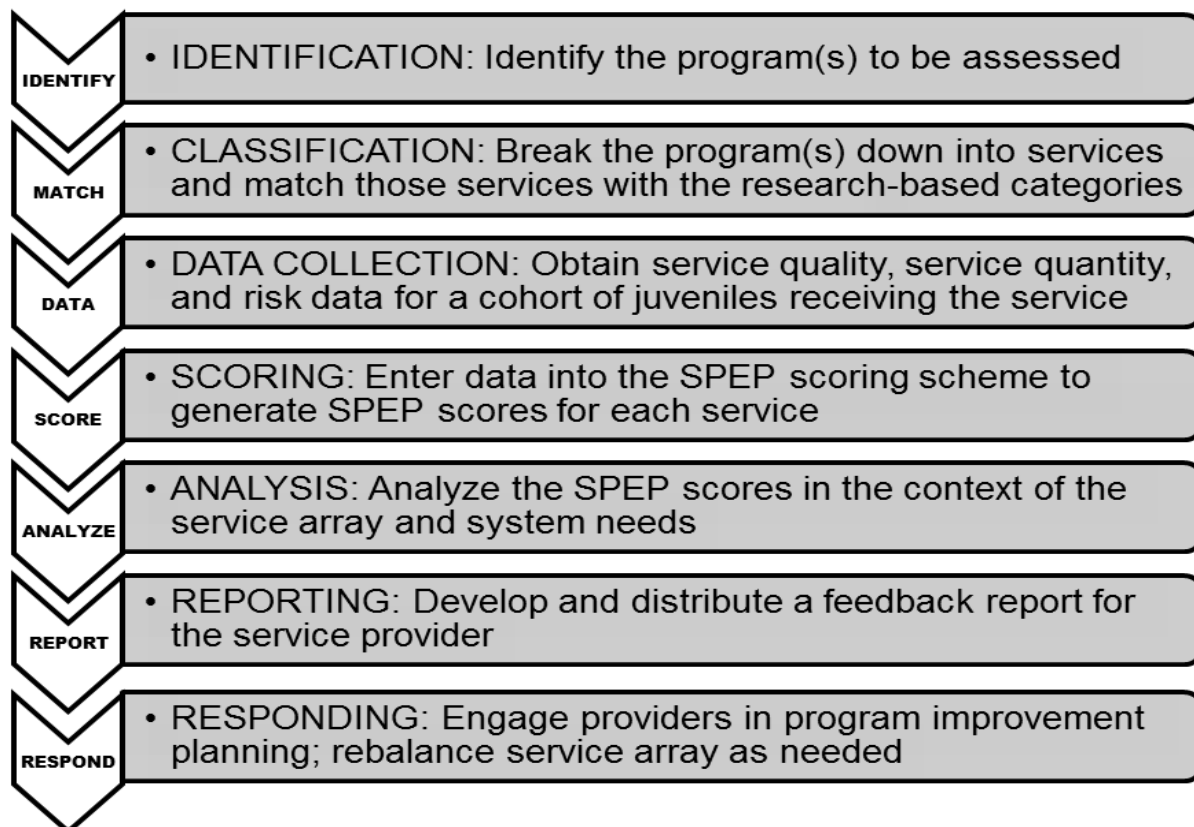 IDENTIFY
• IDENTIFICATION: Identify the program(s) to be assessed
MATCH
• CLASSIFICATION: Break the program(s) down into services
and match those services with the research-based categories
DATA
• DATA COLLECTION: Obtain service quality, service quantity,
and risk data for a cohort of juveniles receiving the service
SCORE
• SCORING: Enter data into the SPEP scoring scheme to
generate SPEP scores for each service
ANALYZE
• ANALYSIS: Analyze the SPEP scores in the context of the
service array and system needs
REPORT
• REPORTING: Develop and distribute a feedback report for
the service provider
RESPOND
• RESPONDING: Engage providers in program improvement
planning; rebalance service array as needed